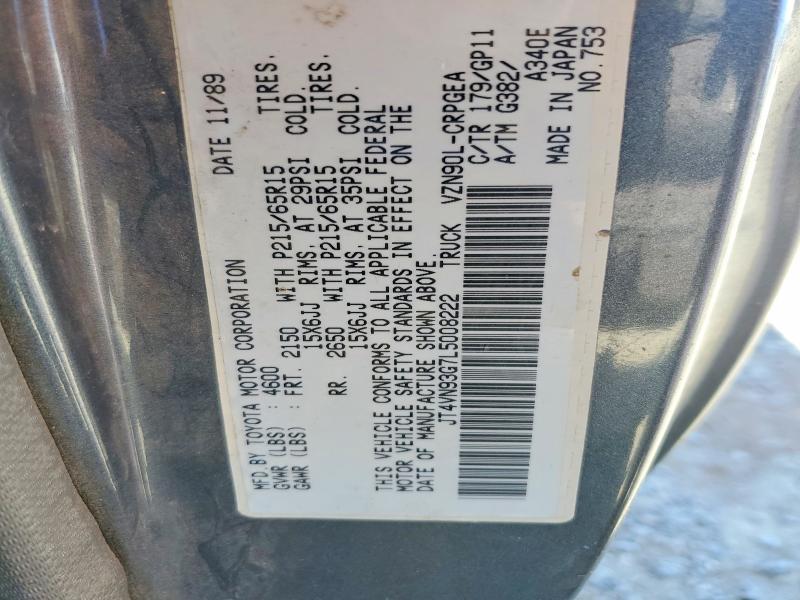 MFD BY TOYOTA MOTOR CORPORATION DATE 11/89
GVWR (LBS) : 4600
GAWR (LBS) : FRT. 2150 WITH P215/65R15 TIRES.
15X6JJ RIMS, AT 29PSI COLD.
RR. 2650 WITH P215/65R15 TIRES.
15X6JJ RIMS, AT 35PSI COLD.
THIS VEHICLE CONFORMS TO ALL APPLICABLE FEDERAL
MOTOR VEHICLE SAFETY STANDARDS IN EFFECT ON THE
DATE OF MANUFACTURE SHOWN ABOVE.
JT4VN93G7L5008222 TRUCK VZN90L-CRPGEA
C/TR 179/GP11
A/TM G382/
A340E
MADE IN JAPAN
NO.753